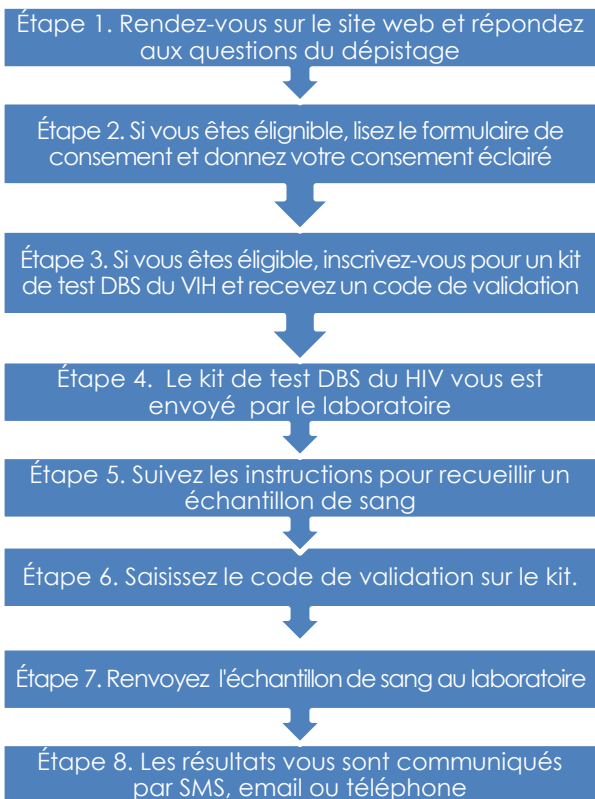 Étape 1. Rendez-vous sur le site web et répondez
aux questions du dépistage
Étape 2. Si vous êtes élignible, lisez le formulaire de
consement et donnez votre consement éclairé
Étape 3. Si vous êtes éligible, inscrivez-vous pour un kit
de test DBS du VIH et recevez un code de validation
Étape 4. Le kit de test DBS du HIV vous est
envoyé par le laboratoire
Étape 5. Suivez les instructions pour recueillir un
échantillon de sang
Étape 6. Saisissez le code de validation sur le kit.
Étape 7. Renvoyez l'échantillon de sang au laboratoire
Étape 8. Les résultats vous sont communiqués
par SMS, email ou téléphone